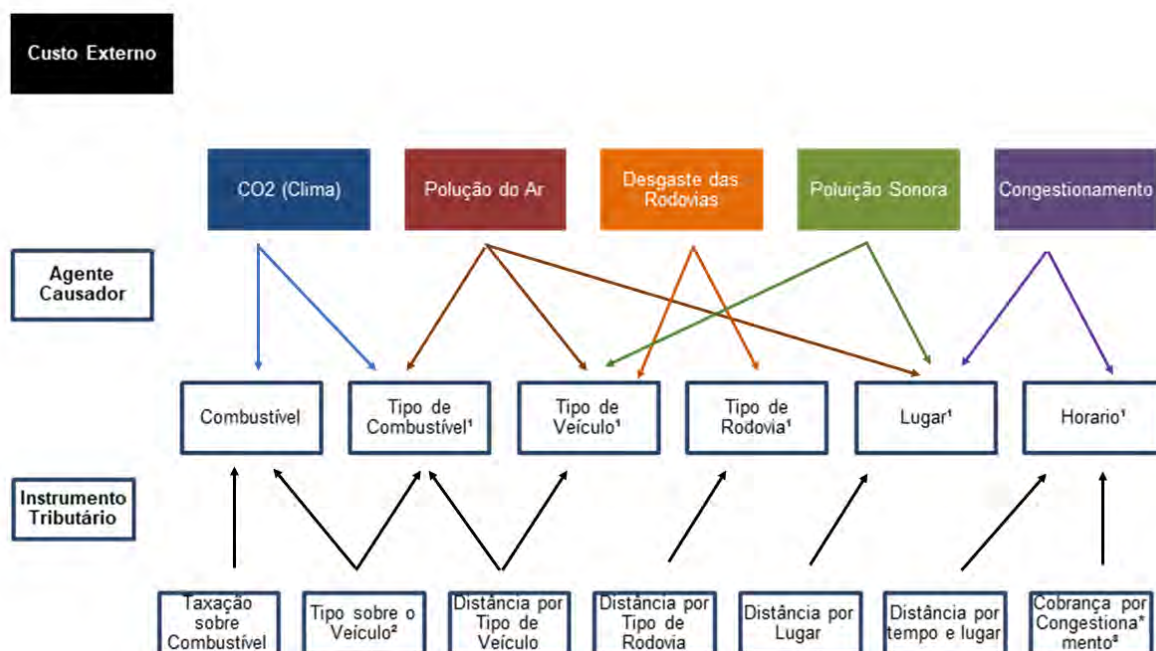 Custo Externo
CO2 (Clima)
Polução do Ar
Desgaste das
Rodovias
Poluição Sonora
Congestionamento
Agente
Causador
Combustível
Tipo de
Combustível¹
Tipo de
Veículo¹
Tipo de
Rodovia¹
Lugar¹
Horario¹
Instrumento
Tributário
Taxação
sobre
Combustível
Tipo sobre o
Veículo²
Distância por
Tipo de
Veículo
Distância por
Tipo de
Rodovia
Distância por
Lugar
Distância por
tempo e lugar
Cobrança por
Congestiona*
mento³